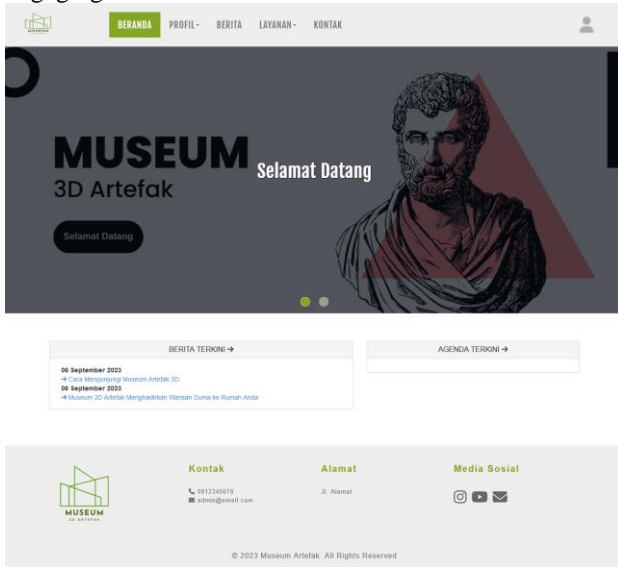 BERANDA PROFIL BERITA LAYANAN KONTAK
MUSEUM
3D Artefak
Selamat Datang
Selamat Datang
BERITA TERKINI →
06 September 2023
→ Cara Mengunjungi Museum Artefak 3D
06 September 2023
→ Museum 3D Artefak Menghadirkan Warisan Dunia ke Rumah Anda
AGENDA TERKINI →
MUSEUM
3D ARTEFAK
Kontak
0812345678
admin@email.com
Alamat
Jl. Alamat
Media Sosial
© 2023 Museum Artefak. All Rights Reserved